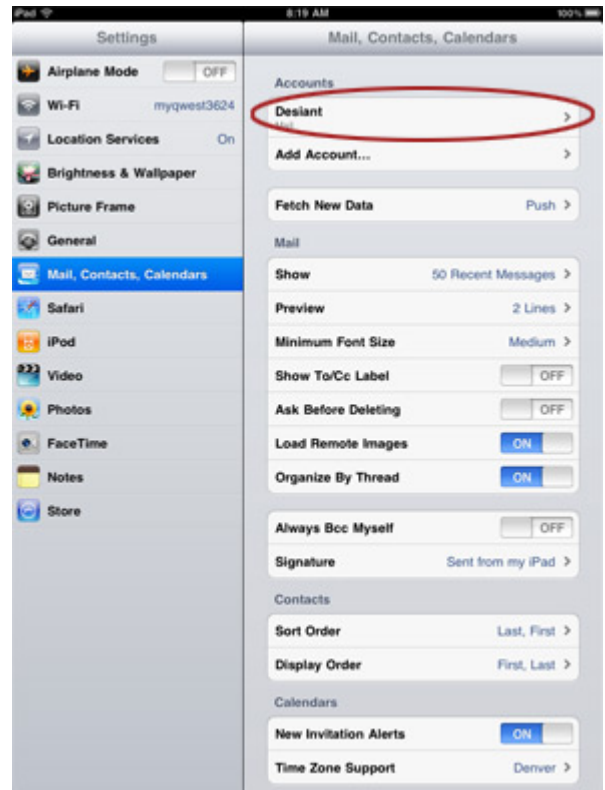 iPad 8:19 AM 100%
Settings
Airplane Mode OFF
Wi-Fi myqwest3624
Location Services On
Brightness & Wallpaper
Picture Frame
General
Mail, Contacts, Calendars
Safari
iPod
Video
Photos
FaceTime
Notes
Store
Mail, Contacts, Calendars
Accounts
Desiant
Mail
Add Account...
Fetch New Data Push
Mail
Show 50 Recent Messages
Preview 2 Lines
Minimum Font Size Medium
Show To/Cc Label OFF
Ask Before Deleting OFF
Load Remote Images ON
Organize By Thread ON
Always Bcc Myself OFF
Signature Sent from my iPad
Contacts
Sort Order Last, First
Display Order First, Last
Calendars
New Invitation Alerts ON
Time Zone Support Denver